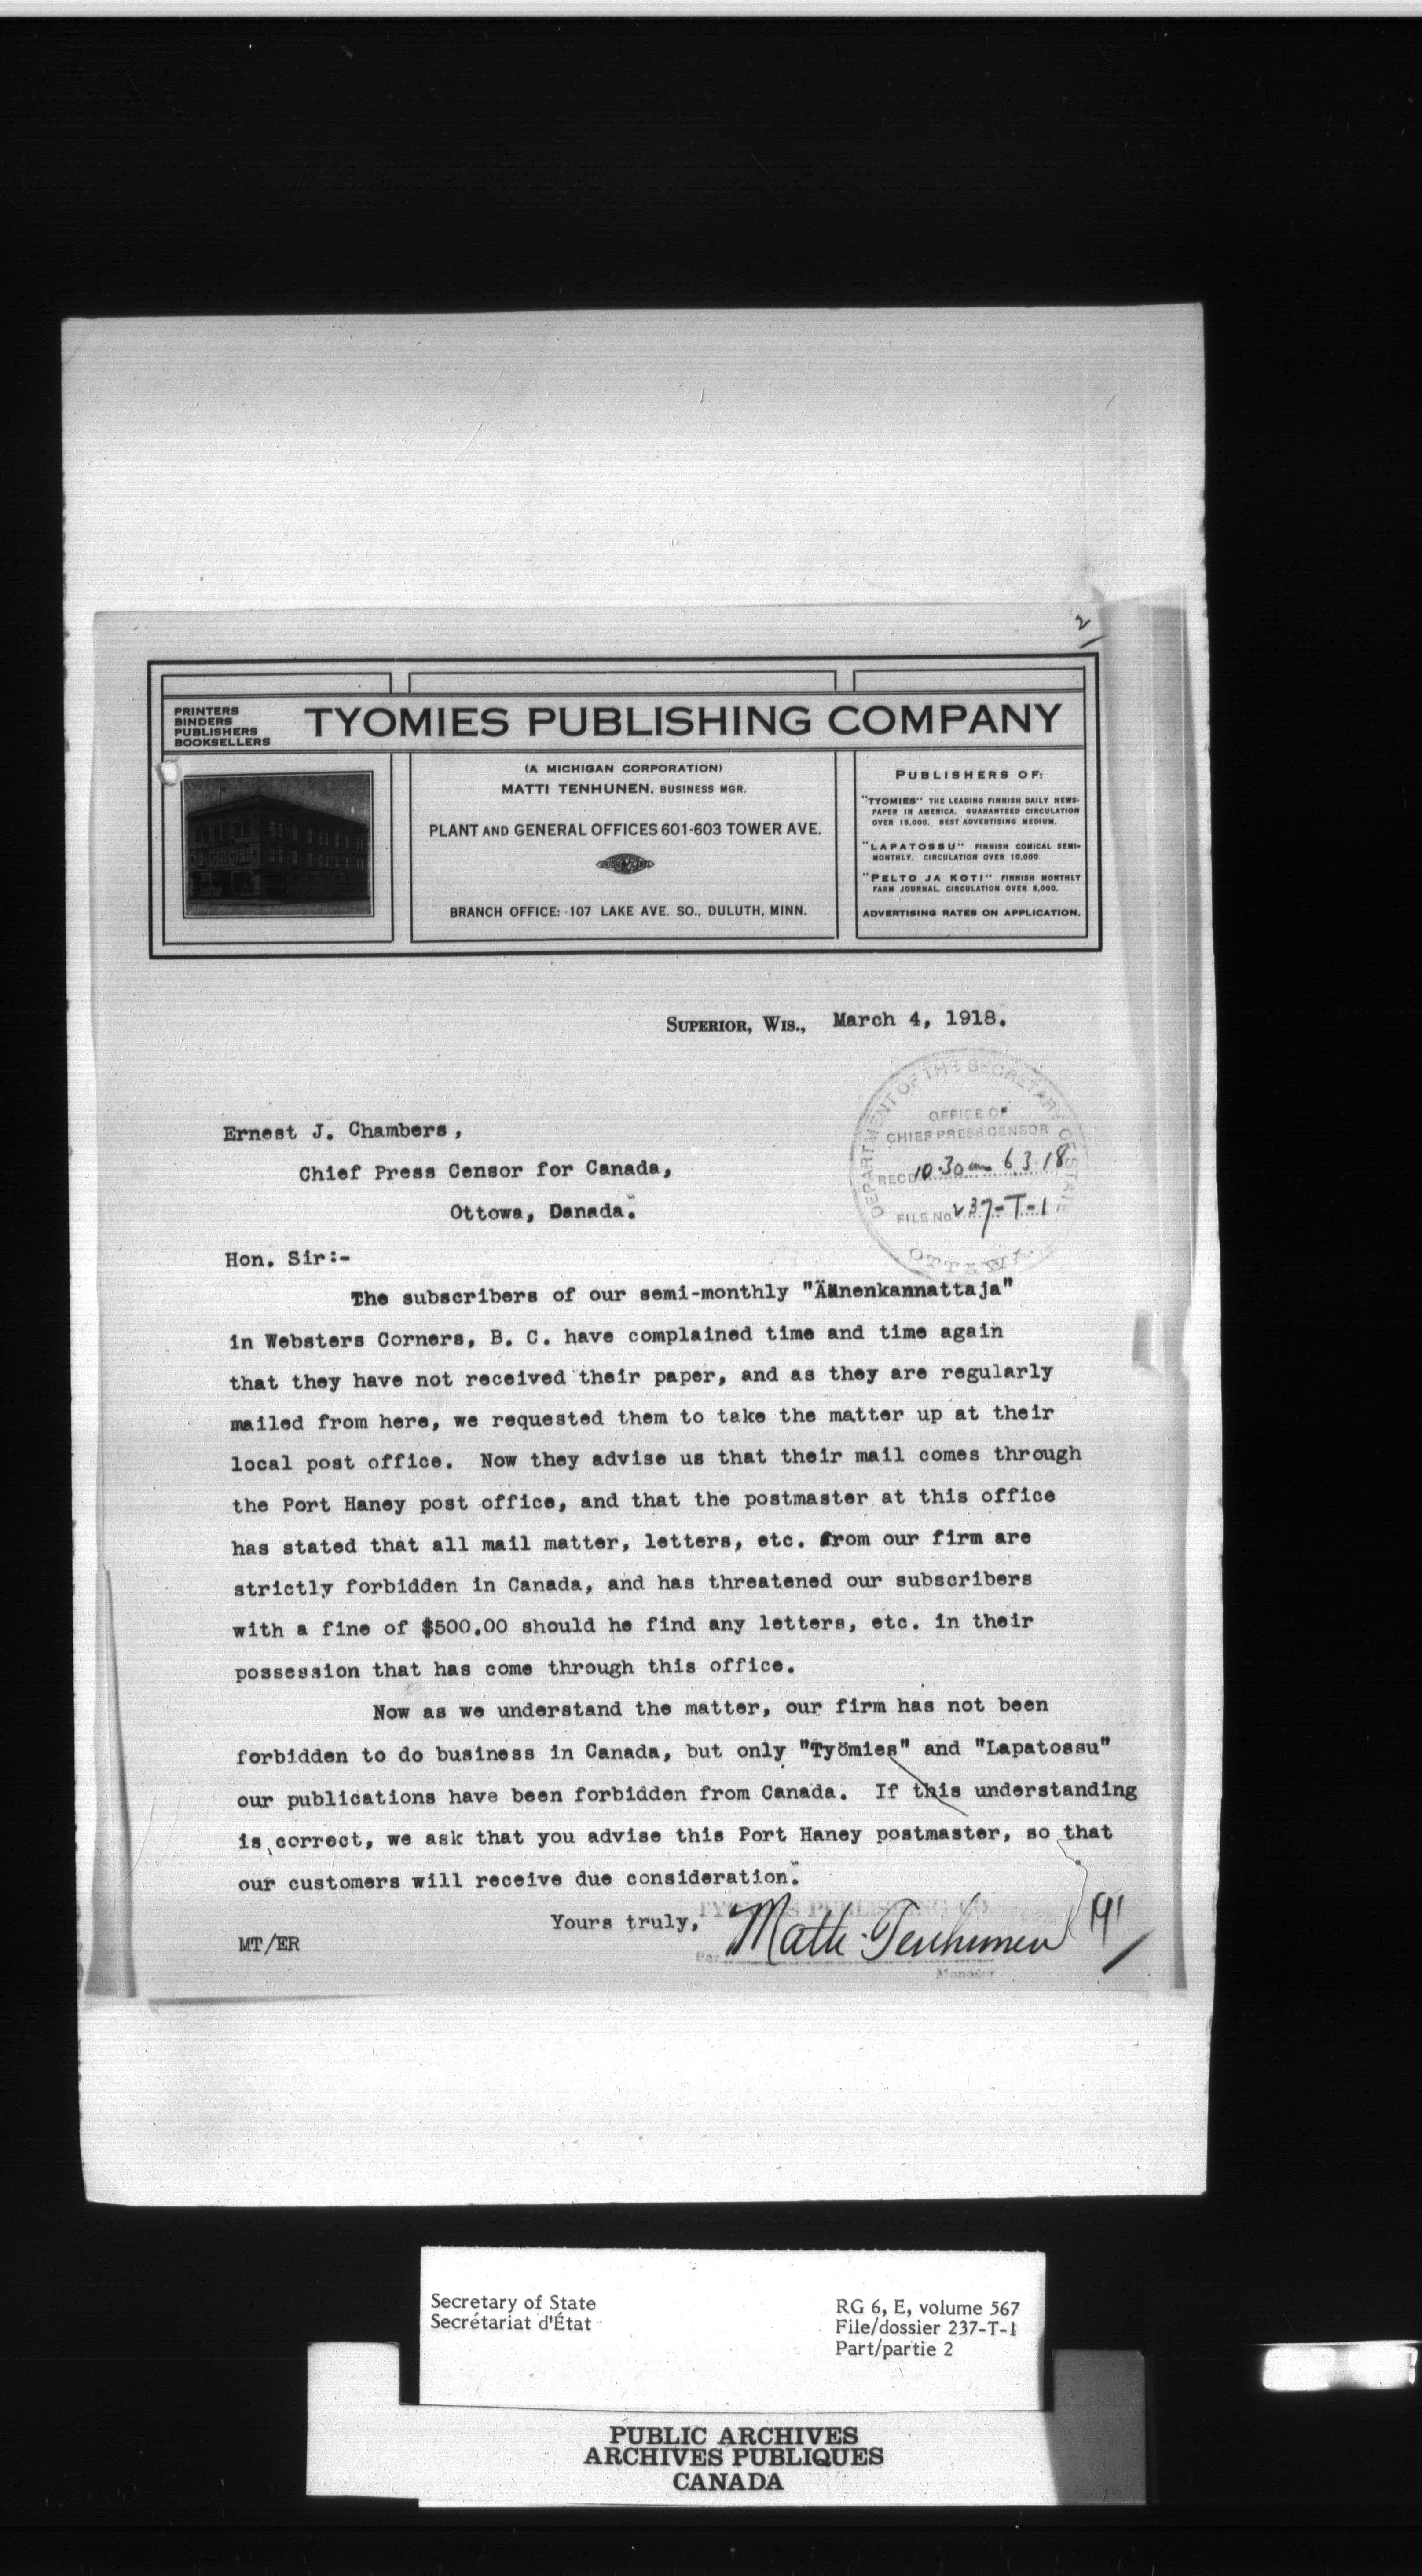 2
PRINTERS
BINDERS
PUBLISHERS
BOOKSELLERS
TYOMIES PUBLISHING COMPANY
(A MICHIGAN CORPORATION)
MATTI TENHUNEN, BUSINESS MGR.
PLANT AND GENERAL OFFICES 601-603 TOWER AVE.
BRANCH OFFICE: 107 LAKE AVE. SO., DULUTH, MINN.
PUBLISHERS OF:
"TYOMIES" THE LEADING FINNISH DAILY NEWS-
PAPER IN AMERICA. GUARANTEED CIRCULATION
OVER 15,000. BEST ADVERTISING MEDIUM.
"LAPATOSSU" FINNISH COMICAL SEMI-
MONTHLY. CIRCULATION OVER 10,000
"PELTO JA KOTI" FINNISH MONTHLY
FARM JOURNAL. CIRCULATION OVER 8,000.
ADVERTISING RATES ON APPLICATION.
SUPERIOR, WIS., March 4, 1918.
DEPARTMENT OF THE SECRETARY OF STATE
OFFICE OF
CHIEF PRESS CENSOR
REC'D 10.30 am 6 3 18
FILE No 237-T-1
OTTAWA
Ernest J. Chambers,
Chief Press Censor for Canada,
Ottowa, Danada.
Hon. Sir:-
The subscribers of our semi-monthly "Äänenkannattaja"
in Websters Corners, B. C. have complained time and time again
that they have not received their paper, and as they are regularly
mailed from here, we requested them to take the matter up at their
local post office. Now they advise us that their mail comes through
the Port Haney post office, and that the postmaster at this office
has stated that all mail matter, letters, etc. from our firm are
strictly forbidden in Canada, and has threatened our subscribers
with a fine of $500.00 should he find any letters, etc. in their
possession that has come through this office.
Now as we understand the matter, our firm has not been
forbidden to do business in Canada, but only "Työmies" and "Lapatossu"
our publications have been forbidden from Canada. If this understanding
is correct, we ask that you advise this Port Haney postmaster, so that
our customers will receive due consideration.
TYOMIES PUBLISHING CO.
Yours truly,
Per Matti Tenhunen
Manager
MT/ER
Secretary of State
Secrétariat d'État
RG 6, E, volume 567
File/dossier 237-T-1
Part/partie 2
PUBLIC ARCHIVES
ARCHIVES PUBLIQUES
CANADA